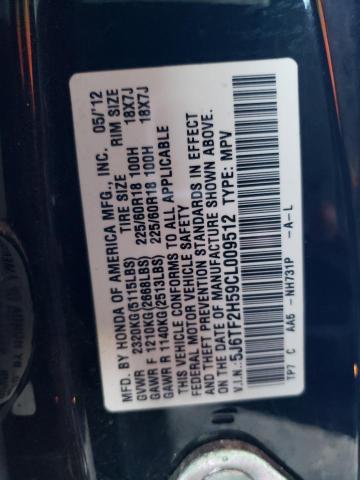 MFD. BY HONDA OF AMERICA MFG., INC. 05/12
TIRE SIZE RIM SIZE
GVWR 2320KG(5115LBS)
GAWR F 1210KG(2668LBS) 225/60R18 100H 18X7J
GAWR R 1140KG(2513LBS) 225/60R18 100H 18X7J
THIS VEHICLE CONFORMS TO ALL APPLICABLE
FEDERAL MOTOR VEHICLE SAFETY
AND THEFT PREVENTION STANDARDS IN EFFECT
ON THE DATE OF MANUFACTURE SHOWN ABOVE.
V.I.N.: 5J6TF2H59CL009512 TYPE: MPV
TP7 C AA6 -NH731P -A-L